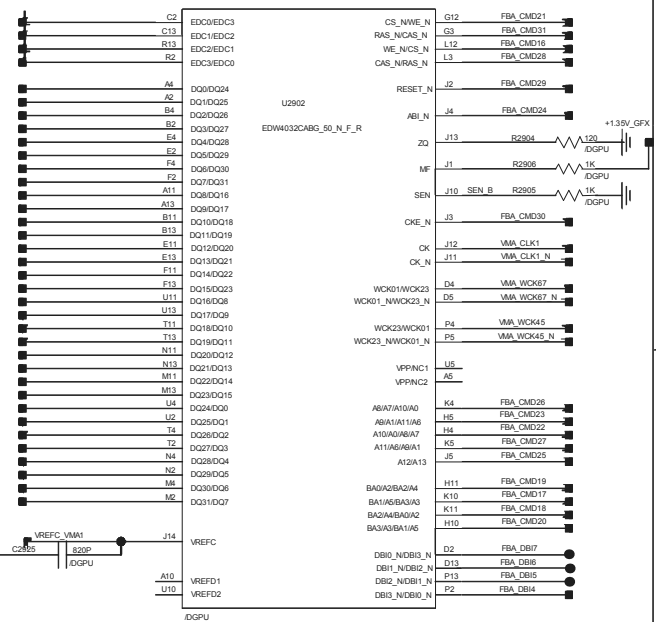 C2 EDC0/EDC3 CS_N/WE_N G12 FBA_CMD21
C13 EDC1/EDC2 RAS_N/CAS_N G3 FBA_CMD31
R13 EDC2/EDC1 WE_N/CS_N L12 FBA_CMD16
R2 EDC3/EDC0 CAS_N/RAS_N L3 FBA_CMD28
A4 DQ0/DQ24 RESET_N J2 FBA_CMD29
A2 DQ1/DQ25
U2902
B4 DQ2/DQ26 ABI_N J4 FBA_CMD24
B2 DQ3/DQ27 EDW4032CABG_50_N_F_R
+1.35V_GFX
E4 DQ4/DQ28 ZQ J13 R2904 120
/DGPU
E2 DQ5/DQ29
F4 DQ6/DQ30 MF J1 R2906 1K
/DGPU
F2 DQ7/DQ31
A11 DQ8/DQ16 SEN J10 SEN_B R2905 1K
/DGPU
A13 DQ9/DQ17
B11 DQ10/DQ18 CKE_N J3 FBA_CMD30
B13 DQ11/DQ19
E11 DQ12/DQ20 CK J12 VMA_CLK1
E13 DQ13/DQ21 CK_N J11 VMA_CLK1_N
F11 DQ14/DQ22
F13 DQ15/DQ23 WCK01/WCK23 D4 VMA_WCK67
U11 DQ16/DQ8 WCK01_N/WCK23_N D5 VMA_WCK67_N
U13 DQ17/DQ9
T11 DQ18/DQ10 WCK23/WCK01 P4 VMA_WCK45
T13 DQ19/DQ11 WCK23_N/WCK01_N P5 VMA_WCK45_N
N11 DQ20/DQ12
N13 DQ21/DQ13 VPP/NC1 U5
M11 DQ22/DQ14 VPP/NC2 A5
M13 DQ23/DQ15
U4 DQ24/DQ0 A8/A7/A10/A0 K4 FBA_CMD26
U2 DQ25/DQ1 A9/A1/A11/A6 H5 FBA_CMD23
T4 DQ26/DQ2 A10/A0/A8/A7 H4 FBA_CMD22
T2 DQ27/DQ3 A11/A6/A9/A1 K5 FBA_CMD27
N4 DQ28/DQ4 A12/A13 J5 FBA_CMD25
N2 DQ29/DQ5
M4 DQ30/DQ6 BA0/A2/BA2/A4 H11 FBA_CMD19
M2 DQ31/DQ7 BA1/A5/BA3/A3 K10 FBA_CMD17
BA2/A4/BA0/A2 K11 FBA_CMD18
BA3/A3/BA1/A5 H10 FBA_CMD20
VREFC_VMA1 J14 VREFC
C2925 820P
/DGPU
DBI0_N/DBI3_N D2 FBA_DBI7
DBI1_N/DBI2_N D13 FBA_DBI6
A10 VREFD1 DBI2_N/DBI1_N P13 FBA_DBI5
U10 VREFD2 DBI3_N/DBI0_N P2 FBA_DBI4
/DGPU